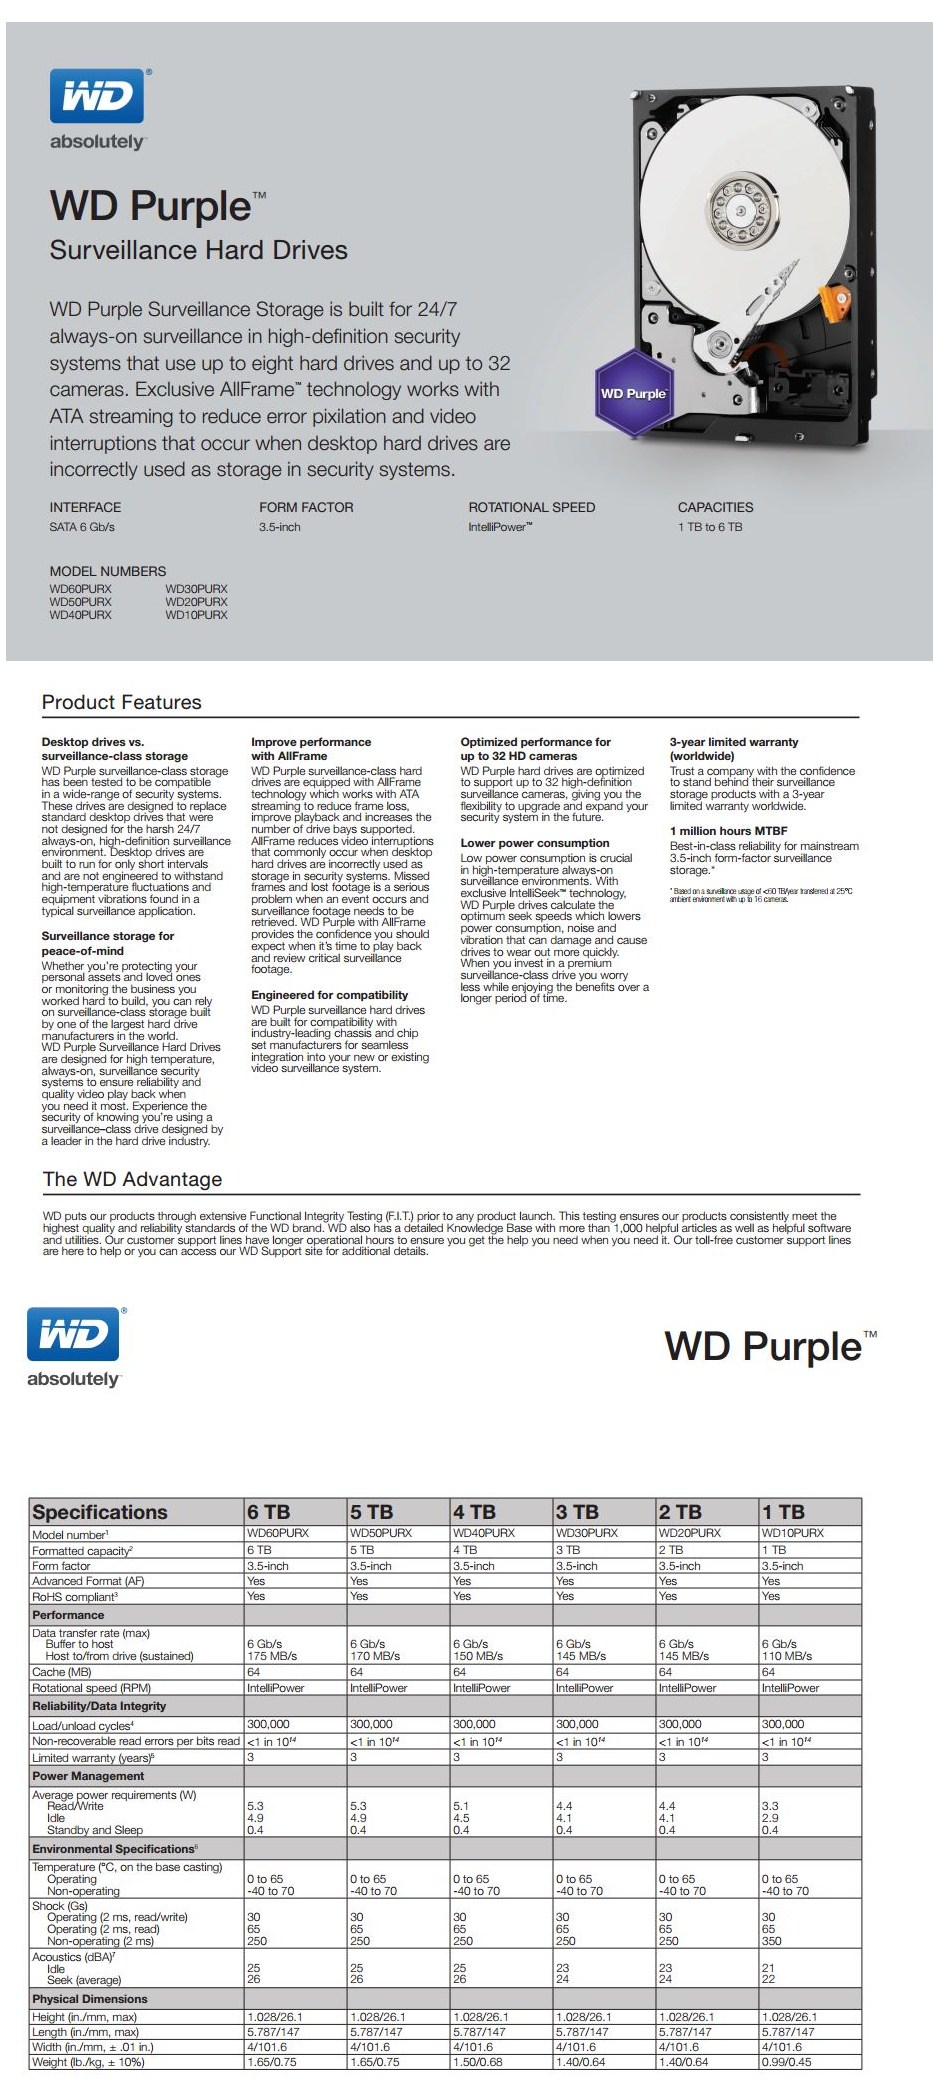 WD®
absolutely™
WD Purple™
Surveillance Hard Drives
WD Purple Surveillance Storage is built for 24/7
always-on surveillance in high-definition security
systems that use up to eight hard drives and up to 32
cameras. Exclusive AllFrame™ technology works with
ATA streaming to reduce error pixilation and video
interruptions that occur when desktop hard drives are
incorrectly used as storage in security systems.
WD Purple™
INTERFACE FORM FACTOR ROTATIONAL SPEED CAPACITIES
SATA 6 Gb/s 3.5-inch IntelliPower™ 1 TB to 6 TB
MODEL NUMBERS
WD60PURX WD30PURX
WD50PURX WD20PURX
WD40PURX WD10PURX
Product Features
Desktop drives vs.
surveillance-class storage
WD Purple surveillance-class storage
has been tested to be compatible
in a wide-range of security systems.
These drives are designed to replace
standard desktop drives that were
not designed for the harsh 24/7
always-on, high-definition surveillance
environment. Desktop drives are
built to run for only short intervals
and are not engineered to withstand
high-temperature fluctuations and
equipment vibrations found in a
typical surveillance application.
Surveillance storage for
peace-of-mind
Whether you're protecting your
personal assets and loved ones
or monitoring the business you
worked hard to build, you can rely
on surveillance-class storage built
by one of the largest hard drive
manufacturers in the world.
WD Purple Surveillance Hard Drives
are designed for high temperature,
always-on, surveillance security
systems to ensure reliability and
quality video play back when
you need it most. Experience the
security of knowing you're using a
surveillance–class drive designed by
a leader in the hard drive industry.
Improve performance
with AllFrame
WD Purple surveillance-class hard
drives are equipped with AllFrame
technology which works with ATA
streaming to reduce frame loss,
improve playback and increases the
number of drive bays supported.
AllFrame reduces video interruptions
that commonly occur when desktop
hard drives are incorrectly used as
storage in security systems. Missed
frames and lost footage is a serious
problem when an event occurs and
surveillance footage needs to be
retrieved. WD Purple with AllFrame
provides the confidence you should
expect when it's time to play back
and review critical surveillance
footage.
Engineered for compatibility
WD Purple surveillance hard drives
are built for compatibility with
industry-leading chassis and chip
set manufacturers for seamless
integration into your new or existing
video surveillance system.
Optimized performance for
up to 32 HD cameras
WD Purple hard drives are optimized
to support up to 32 high-definition
surveillance cameras, giving you the
flexibility to upgrade and expand your
security system in the future.
Lower power consumption
Low power consumption is crucial
in high-temperature always-on
surveillance environments. With
exclusive IntelliSeek™ technology,
WD Purple drives calculate the
optimum seek speeds which lowers
power consumption, noise and
vibration that can damage and cause
drives to wear out more quickly.
When you invest in a premium
surveillance-class drive you worry
less while enjoying the benefits over a
longer period of time.
3-year limited warranty
(worldwide)
Trust a company with the confidence
to stand behind their surveillance
storage products with a 3-year
limited warranty worldwide.
1 million hours MTBF
Best-in-class reliability for mainstream
3.5-inch form-factor surveillance
storage.*
* Based on a surveillance usage of <60 TB/year transferred at 25°C
ambient environment with up to 16 cameras.
The WD Advantage
WD puts our products through extensive Functional Integrity Testing (F.I.T.) prior to any product launch. This testing ensures our products consistently meet the
highest quality and reliability standards of the WD brand. WD also has a detailed Knowledge Base with more than 1,000 helpful articles as well as helpful software
and utilities. Our customer support lines have longer operational hours to ensure you get the help you need when you need it. Our toll-free customer support lines
are here to help or you can access our WD Support site for additional details.
WD®
absolutely™
WD Purple™
Specifications 6 TB 5 TB 4 TB 3 TB 2 TB 1 TB
Model number¹ WD60PURX WD50PURX WD40PURX WD30PURX WD20PURX WD10PURX
Formatted capacity² 6 TB 5 TB 4 TB 3 TB 2 TB 1 TB
Form factor 3.5-inch 3.5-inch 3.5-inch 3.5-inch 3.5-inch 3.5-inch
Advanced Format (AF) Yes Yes Yes Yes Yes Yes
RoHS compliant³ Yes Yes Yes Yes Yes Yes
Performance
Data transfer rate (max)
Buffer to host 6 Gb/s 6 Gb/s 6 Gb/s 6 Gb/s 6 Gb/s 6 Gb/s
Host to/from drive (sustained) 175 MB/s 170 MB/s 150 MB/s 145 MB/s 145 MB/s 110 MB/s
Cache (MB) 64 64 64 64 64 64
Rotational speed (RPM) IntelliPower IntelliPower IntelliPower IntelliPower IntelliPower IntelliPower
Reliability/Data Integrity
Load/unload cycles⁴ 300,000 300,000 300,000 300,000 300,000 300,000
Non-recoverable read errors per bits read <1 in 10¹⁴ <1 in 10¹⁴ <1 in 10¹⁴ <1 in 10¹⁴ <1 in 10¹⁴ <1 in 10¹⁴
Limited warranty (years)⁵ 3 3 3 3 3 3
Power Management
Average power requirements (W)
Read/Write 5.3 5.3 5.1 4.4 4.4 3.3
Idle 4.9 4.9 4.5 4.1 4.1 2.9
Standby and Sleep 0.4 0.4 0.4 0.4 0.4 0.4
Environmental Specifications⁶
Temperature (°C, on the base casting)
Operating 0 to 65 0 to 65 0 to 65 0 to 65 0 to 65 0 to 65
Non-operating -40 to 70 -40 to 70 -40 to 70 -40 to 70 -40 to 70 -40 to 70
Shock (Gs)
Operating (2 ms, read/write) 30 30 30 30 30 30
Operating (2 ms, read) 65 65 65 65 65 65
Non-operating (2 ms) 250 250 250 250 250 350
Acoustics (dBA)⁷
Idle 25 25 25 23 23 21
Seek (average) 26 26 26 24 24 22
Physical Dimensions
Height (in./mm, max) 1.028/26.1 1.028/26.1 1.028/26.1 1.028/26.1 1.028/26.1 1.028/26.1
Length (in./mm, max) 5.787/147 5.787/147 5.787/147 5.787/147 5.787/147 5.787/147
Width (in./mm, ± .01 in.) 4/101.6 4/101.6 4/101.6 4/101.6 4/101.6 4/101.6
Weight (lb./kg, ± 10%) 1.65/0.75 1.65/0.75 1.50/0.68 1.40/0.64 1.40/0.64 0.99/0.45